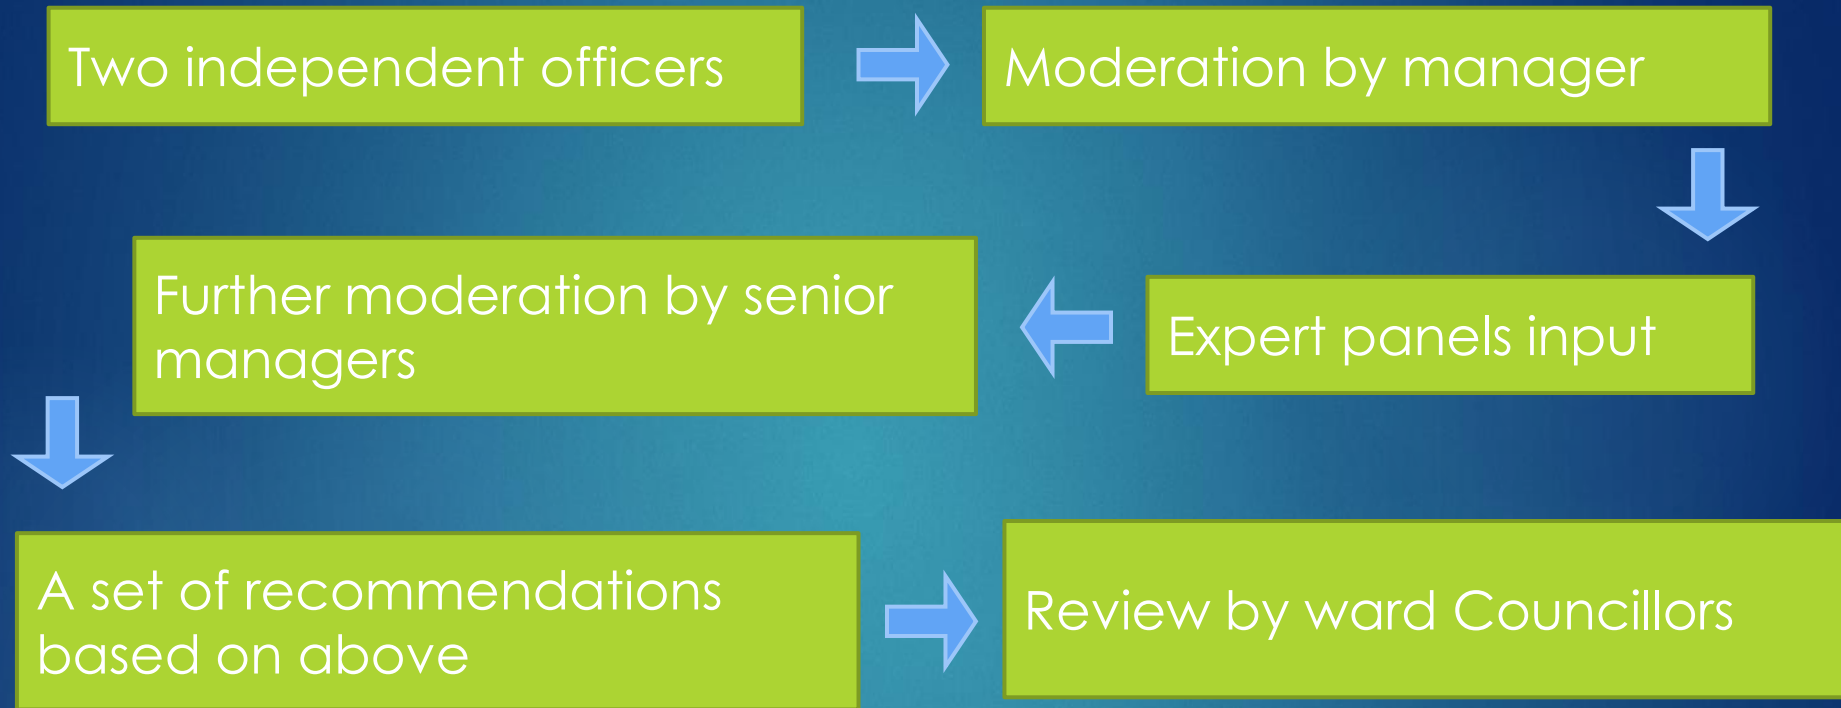 Two independent officers
Moderation by manager
Expert panels input
Further moderation by senior
managers
A set of recommendations
based on above
Review by ward Councillors